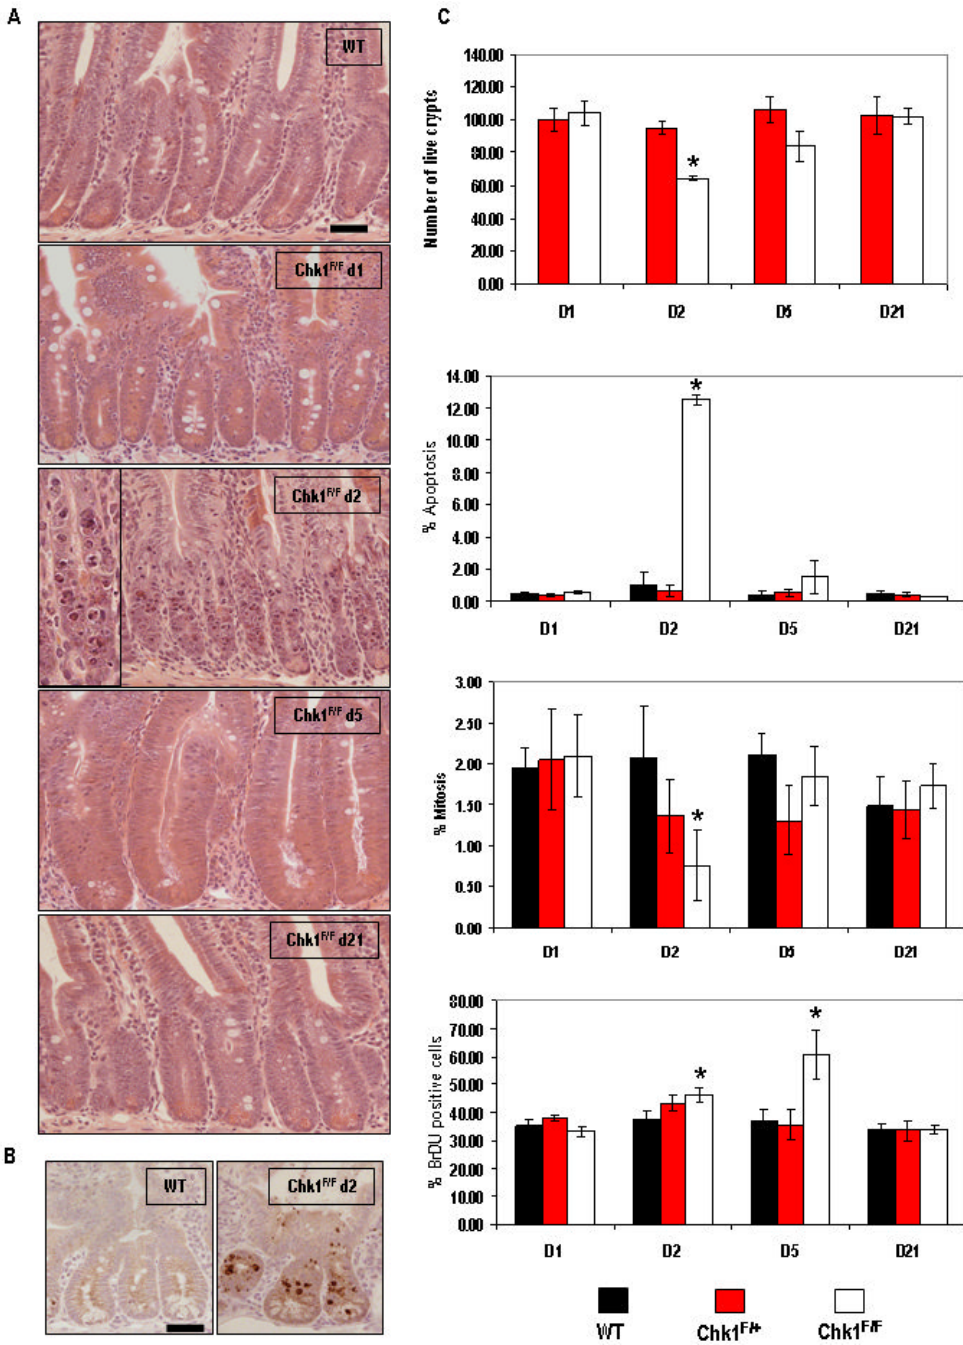 A
WT
Chk1F/F d1
Chk1F/F d2
Chk1F/F d5
Chk1F/F d21
B
WT
Chk1F/F d2
C
Number of live crypts
140.00
120.00
100.00
80.00
60.00
40.00
20.00
0.00
*
D1 D2 D5 D21
% Apoptosis
14.00
12.00
10.00
8.00
6.00
4.00
2.00
0.00
*
D1 D2 D5 D21
% Mitosis
3.00
2.50
2.00
1.50
1.00
0.50
0.00
*
D1 D2 D5 D21
% BrDU positive cells
80.00
70.00
60.00
50.00
40.00
30.00
20.00
10.00
0.00
* *
D1 D2 D5 D21
WT Chk1F/+ Chk1F/F